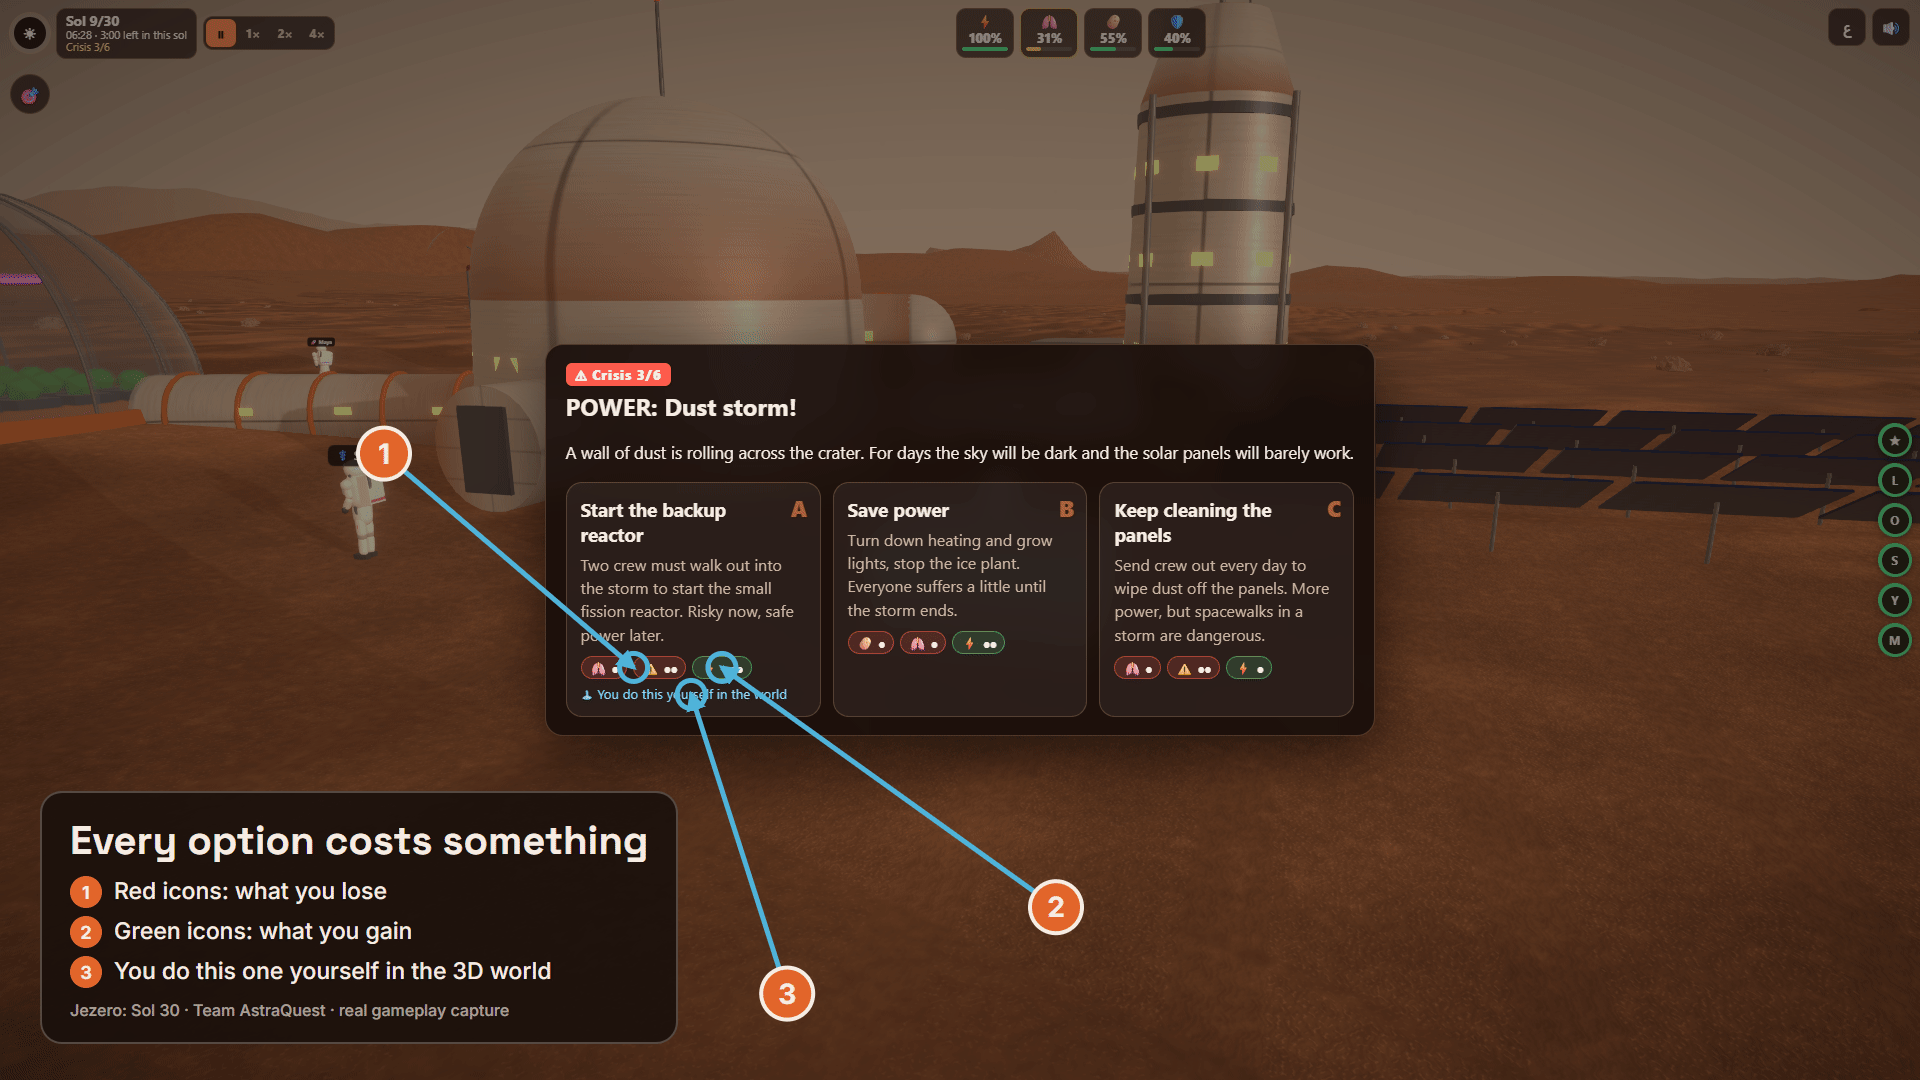 Sol 9/30
06:28 · 3:00 left in this sol
Crisis 3/6
1×
2×
4×
100%
31%
55%
40%
ع
Maya
Crisis 3/6
POWER: Dust storm!
A wall of dust is rolling across the crater. For days the sky will be dark and the solar panels will barely work.
Start the backup reactor
A
Two crew must walk out into
the storm to start the small
fission reactor. Risky now, safe
power later.
You do this yourself in the world
Save power
B
Turn down heating and grow
lights, stop the ice plant.
Everyone suffers a little until
the storm ends.
Keep cleaning the panels
C
Send crew out every day to
wipe dust off the panels. More
power, but spacewalks in a
storm are dangerous.
L
O
S
Y
M
1
2
3
Every option costs something
1 Red icons: what you lose
2 Green icons: what you gain
3 You do this one yourself in the 3D world
Jezero: Sol 30 · Team AstraQuest · real gameplay capture